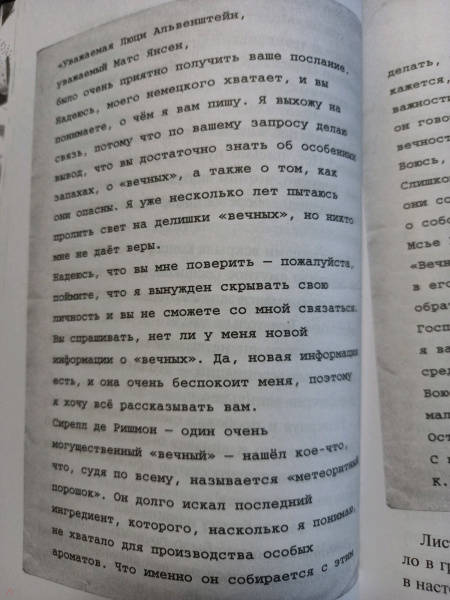 «Уважаемая Люци Альвенштейн,
уважаемый Матс Янсен,
было очень приятно получить ваше послание.
Надеюсь, моего немецкого хватает, и вы
понимаете, о чём я вам пишу. Я выхожу на
связь, потому что по вашему запросу делаю
вывод, что вы достаточно знать об особенных
запахах, о «вечных», а также о том, как
они опасны. Я уже несколько лет пытаюсь
пролить свет на делишки «вечных», но никто
мне не даёт веры.
Надеюсь, что вы мне поверить — пожалуйста,
поймите, что я вынужден скрывать свою
личность и вы не сможете со мной связаться.
Вы спрашивать, нет ли у меня новой
информации о «вечных». Да, новая информация
есть, и она очень беспокоит меня, поэтому
я хочу всё рассказывать вам.
Сирелл де Ришмон — один очень
могущественный «вечный» — нашёл кое-что,
что, судя по всему, называется «метеоритный
порошок». Он долго искал последний
ингредиент, которого, насколько я понимаю,
не хватало для производства особых
ароматов. Что именно он собирается с этим
делать,
кажется,
важности
он гово
вечност
Боюсь,
Слишко
они со
о собо
Мсье
«Вечн
в его
обрат
Госп
я ва
сред
Вою
мал
Ост
С
К.
Лис
ло в гр
в наст